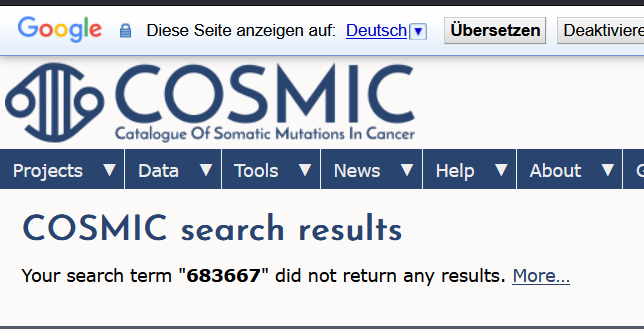 Google Diese Seite anzeigen auf: Deutsch Übersetzen Deaktiviere
COSMIC
Catalogue Of Somatic Mutations In Cancer
Projects Data Tools News Help About
COSMIC search results
Your search term "683667" did not return any results. More...